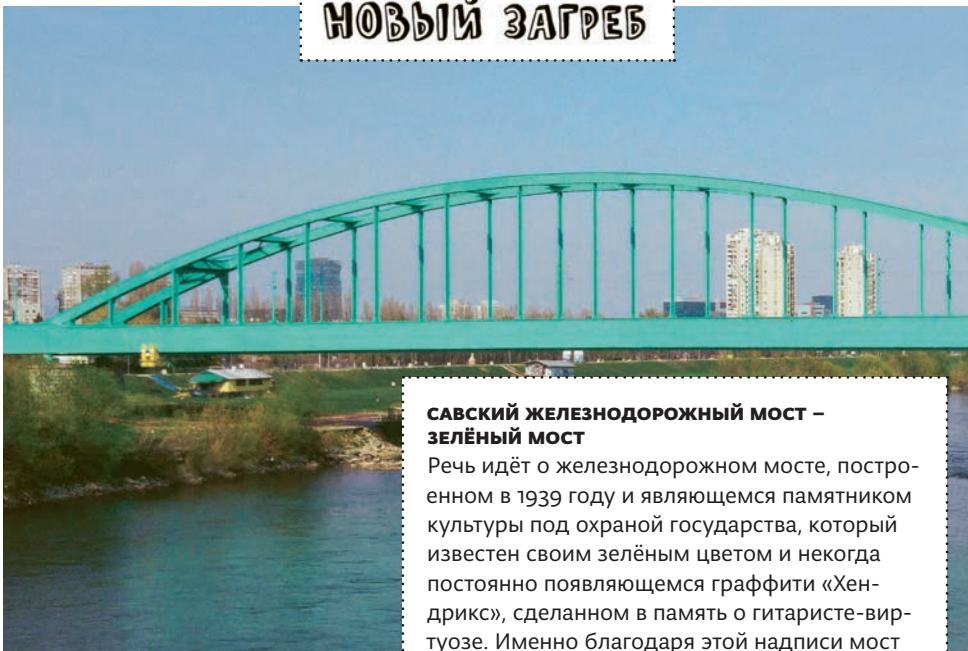 НОВЫЙ ЗАГРЕБ
САВСКИЙ ЖЕЛЕЗНОДОРОЖНЫЙ МОСТ –
ЗЕЛЁНЫЙ МОСТ
Речь идёт о железнодорожном мосте, постро-
енном в 1939 году и являющемся памятником
культуры под охраной государства, который
известен своим зелёным цветом и некогда
постоянно появляющемся граффити «Хен-
дрикс», сделанном в память о гитаристе-вир-
туозе. Именно благодаря этой надписи мост